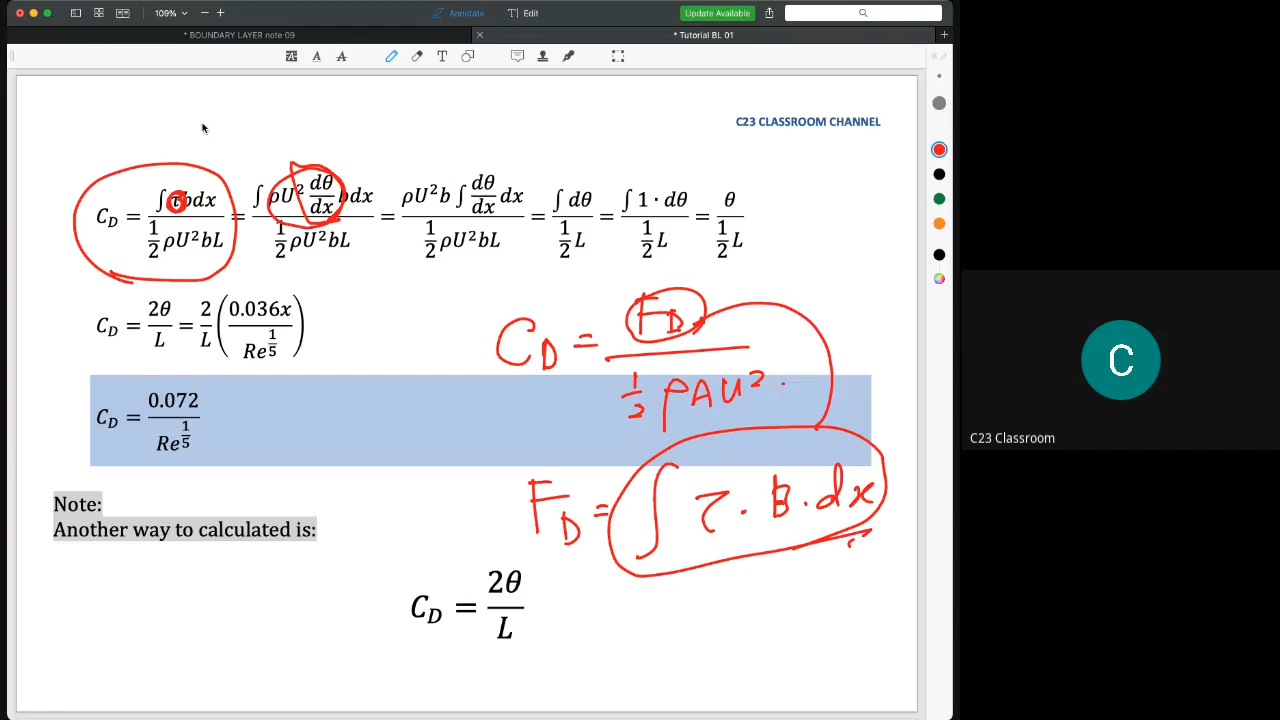 109%
Annotate
Edit
Update Available
* BOUNDARY LAYER note 09
* Tutorial BL 01
C23 CLASSROOM CHANNEL
C_D = ∫τbdx / (1/2 ρU²bL) = ∫ρU² dθ/dx bdx / (1/2 ρU²bL) = ρU²b ∫ dθ/dx dx / (1/2 ρU²bL) = ∫dθ / (1/2 L) = ∫1·dθ / (1/2 L) = θ / (1/2 L)
C_D = 2θ/L = 2/L (0.036x / Re^(1/5))
C_D = F_D / (1/2 ρAU²)
C_D = 0.072 / Re^(1/5)
F_D = ∫ τ · B · dx
Note:
Another way to calculated is:
C_D = 2θ/L
C
C23 Classroom